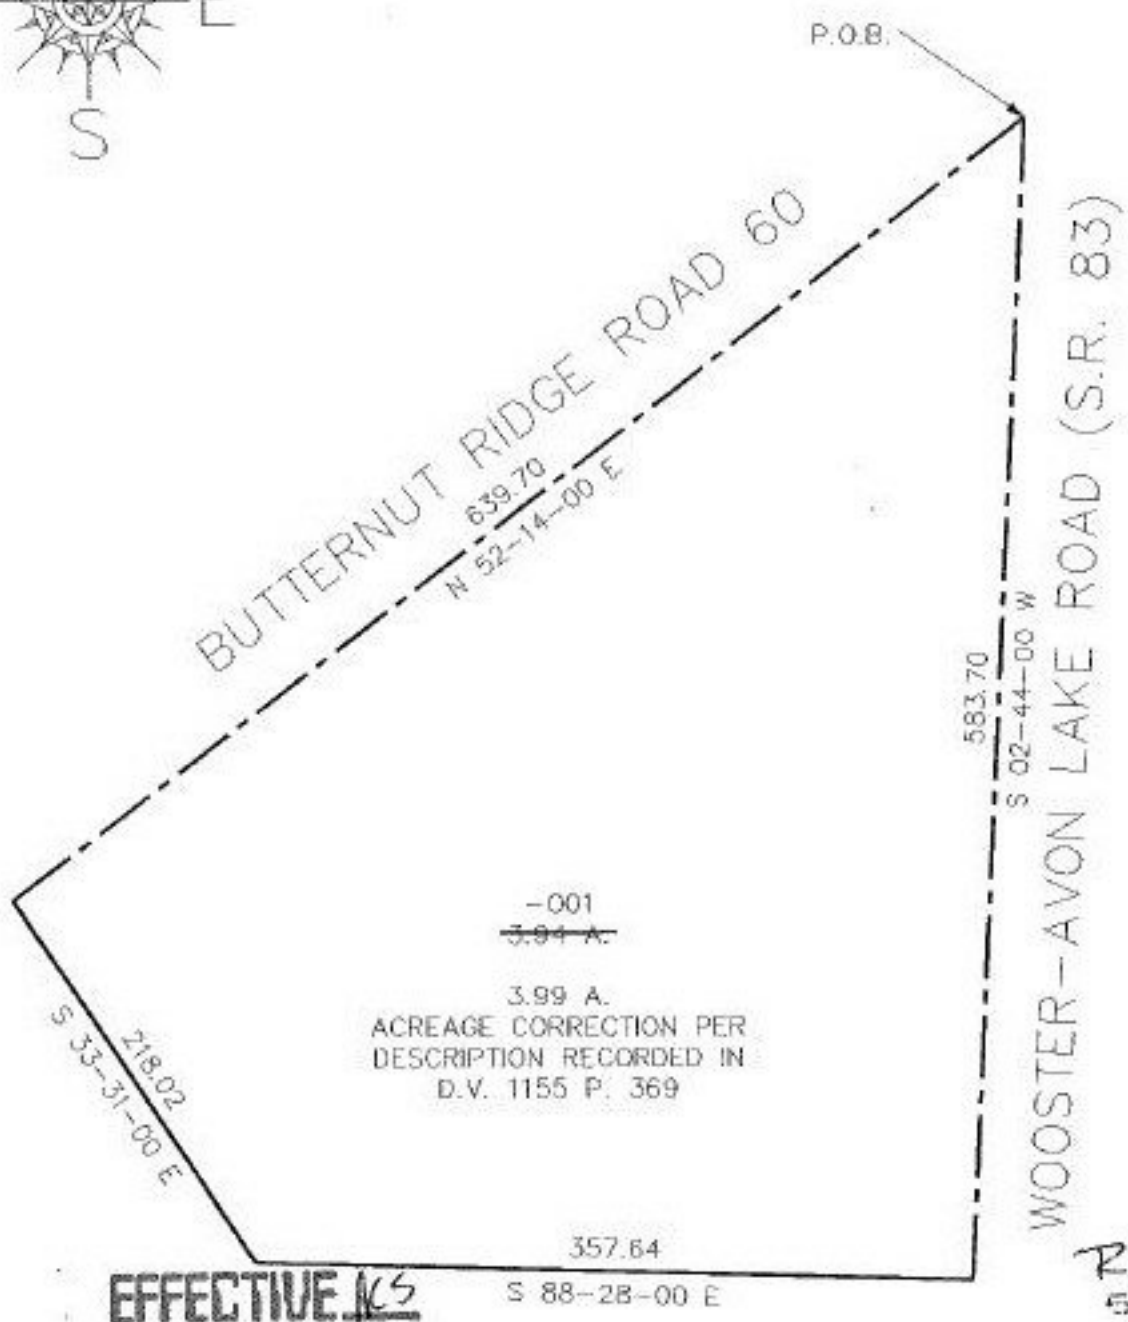 E
S
P.O.B.
BUTTERNUT RIDGE ROAD 60
639.70
N 52-14-00 E
WOOSTER-AVON LAKE ROAD (S.R. 83)
583.70
S 02-44-00 W
-001
3.94 A.
3.99 A.
ACREAGE CORRECTION PER
DESCRIPTION RECORDED IN
D.V. 1155 P. 369
218.02
S 33-31-00 E
357.64
S 88-28-00 E
EFFECTIVE